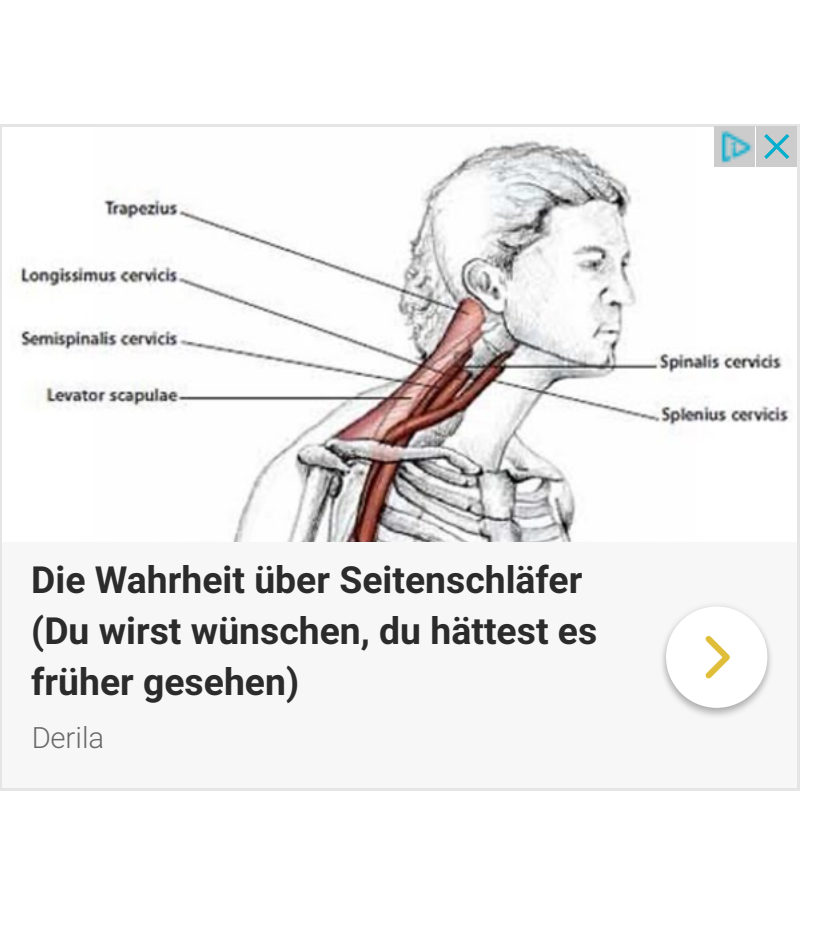 Trapezius
Longissimus cervicis
Semispinalis cervicis
Levator scapulae
Spinalis cervicis
Splenius cervicis
Die Wahrheit über Seitenschläfer
(Du wirst wünschen, du hättest es
früher gesehen)
Derila